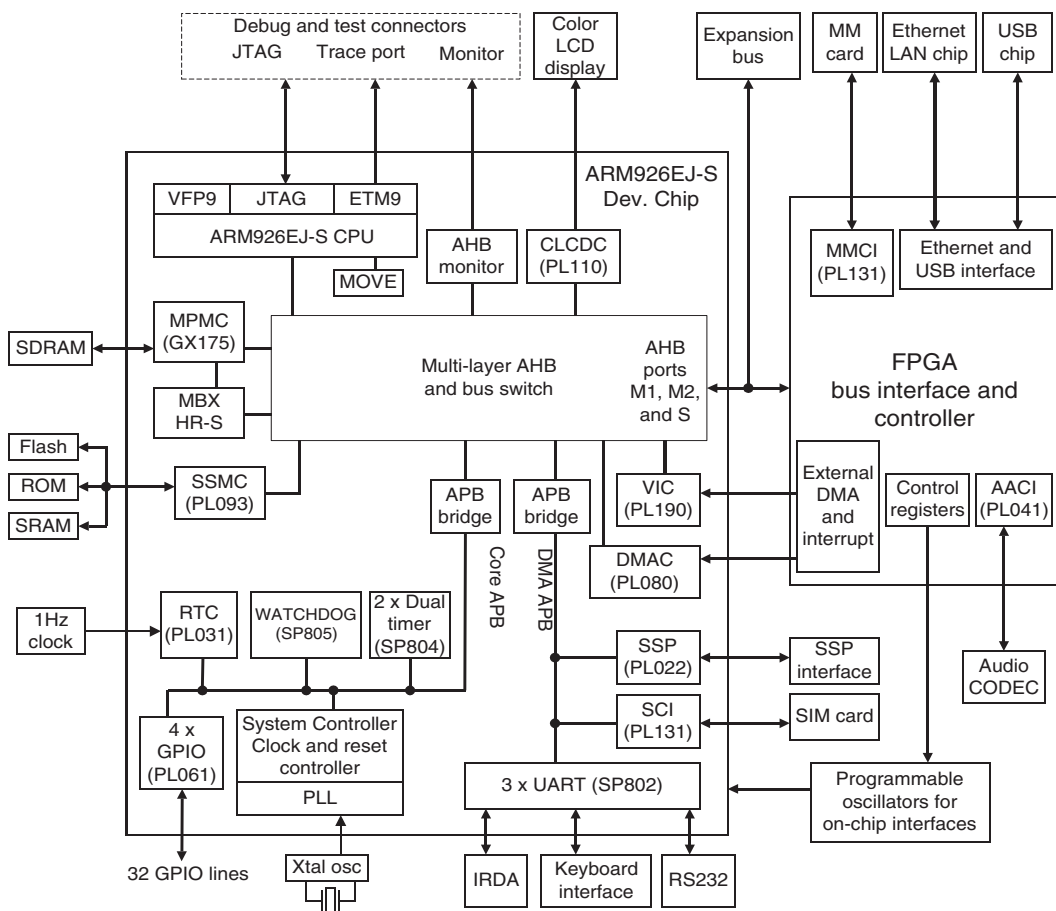 Debug and test connectors
JTAG Trace port Monitor
Color
LCD
display
Expansion
bus
MM
card
Ethernet
LAN chip
USB
chip
ARM926EJ-S
Dev. Chip
VFP9
JTAG
ETM9
ARM926EJ-S CPU
MOVE
AHB
monitor
CLCDC
(PL110)
MMCI
(PL131)
Ethernet and
USB interface
SDRAM
MPMC
(GX175)
MBX
HR-S
Multi-layer AHB
and bus switch
AHB
ports
M1, M2,
and S
FPGA
bus interface and
controller
Flash
ROM
SRAM
SSMC
(PL093)
APB
bridge
APB
bridge
VIC
(PL190)
DMAC
(PL080)
External
DMA
and
interrupt
Control
registers
AACI
(PL041)
Core APB
DMA APB
1Hz
clock
RTC
(PL031)
WATCHDOG
(SP805)
2 x Dual
timer
(SP804)
SSP
(PL022)
SSP
interface
Audio
CODEC
4 x
GPIO
(PL061)
System Controller
Clock and reset
controller
PLL
SCI
(PL131)
SIM card
3 x UART (SP802)
Programmable
oscillators for
on-chip interfaces
32 GPIO lines
Xtal osc
IRDA
Keyboard
interface
RS232